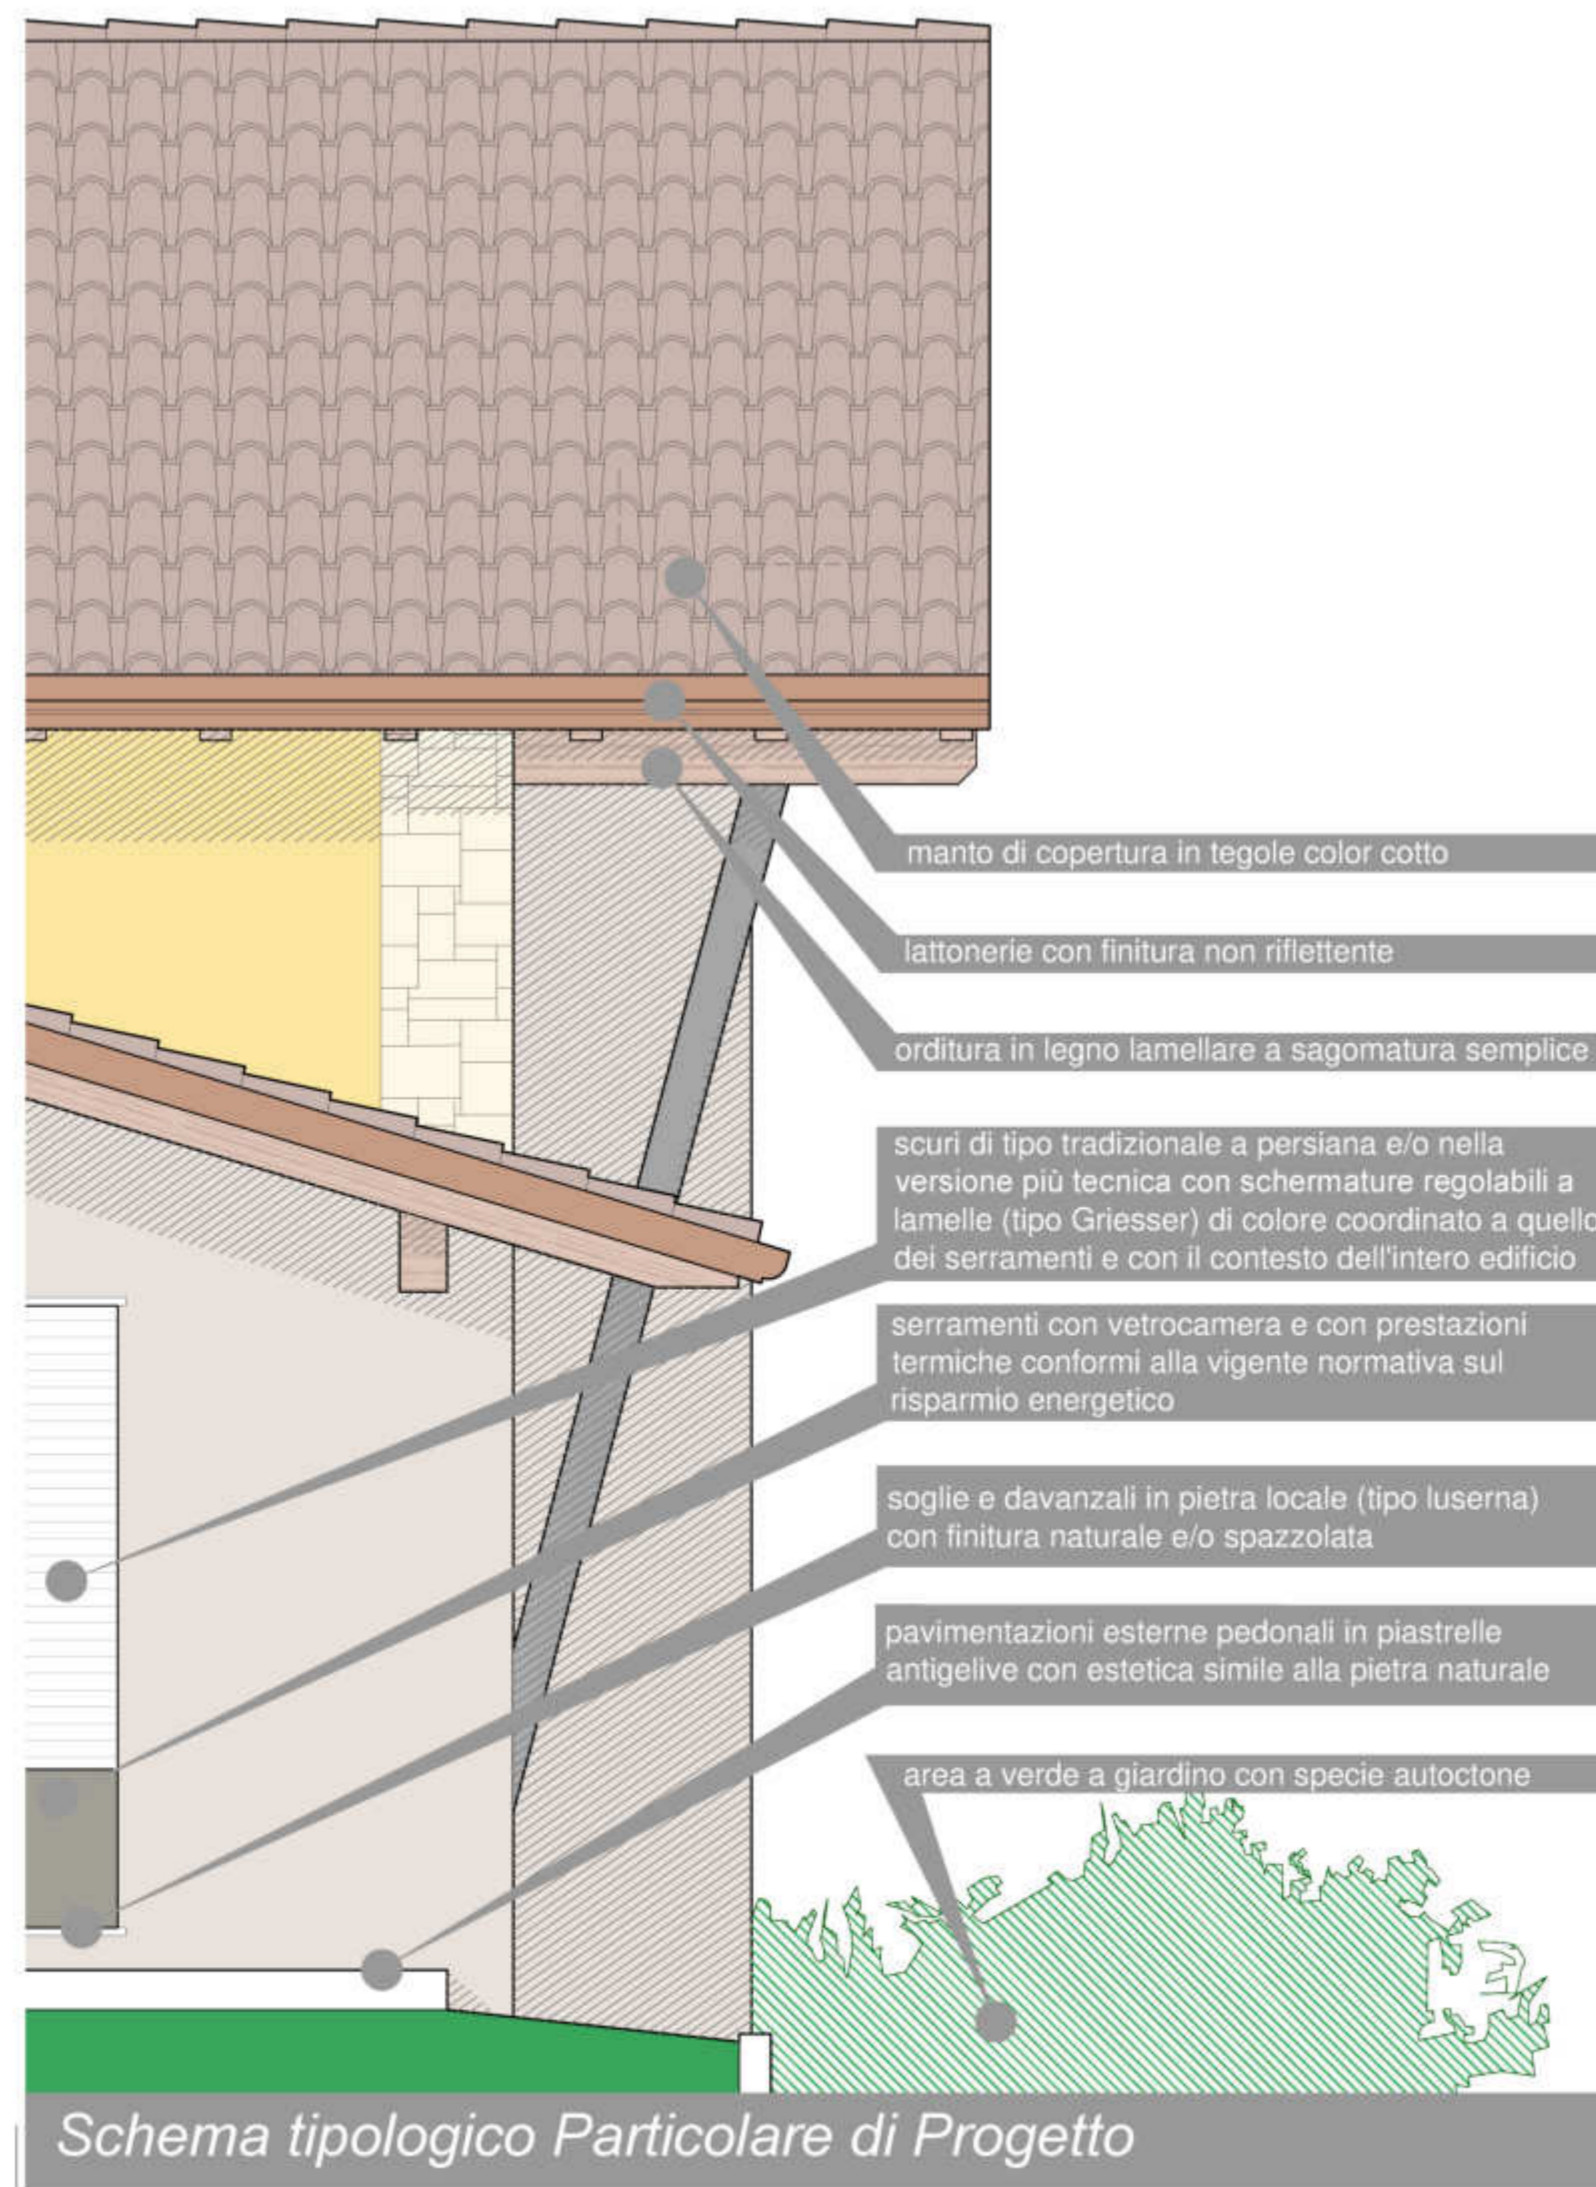 manto di copertura in tegole color cotto
lattonerie con finitura non riflettente
orditura in legno lamellare a sagomatura semplice
scuri di tipo tradizionale a persiana e/o nella
versione più tecnica con schermature regolabili a
lamelle (tipo Griesser) di colore coordinato a quello
dei serramenti e con il contesto dell'intero edificio
serramenti con vetrocamera e con prestazioni
termiche conformi alla vigente normativa sul
risparmio energetico
soglie e davanzali in pietra locale (tipo luserna)
con finitura naturale e/o spazzolata
pavimentazioni esterne pedonali in piastrelle
antigelive con estetica simile alla pietra naturale
area a verde a giardino con specie autoctone
Schema tipologico Particolare di Progetto